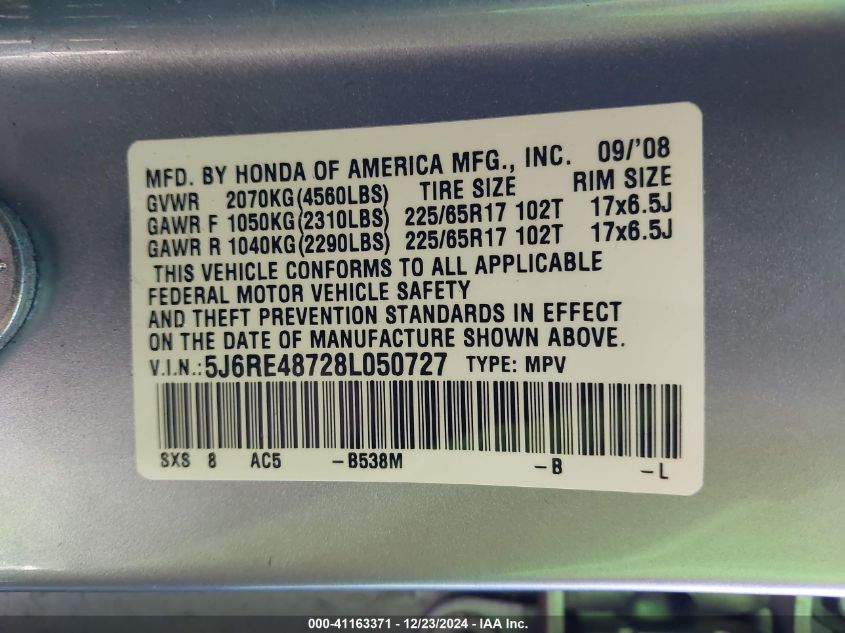 MFD. BY HONDA OF AMERICA MFG., INC. 09/'08
GVWR 2070KG(4560LBS) TIRE SIZE RIM SIZE
GAWR F 1050KG(2310LBS) 225/65R17 102T 17x6.5J
GAWR R 1040KG(2290LBS) 225/65R17 102T 17x6.5J
THIS VEHICLE CONFORMS TO ALL APPLICABLE
FEDERAL MOTOR VEHICLE SAFETY
AND THEFT PREVENTION STANDARDS IN EFFECT
ON THE DATE OF MANUFACTURE SHOWN ABOVE.
V.I.N.:5J6RE48728L050727 TYPE: MPV
SXS 8 AC5 -B538M -B -L
000-41163371 - 12/23/2024 - IAA Inc.